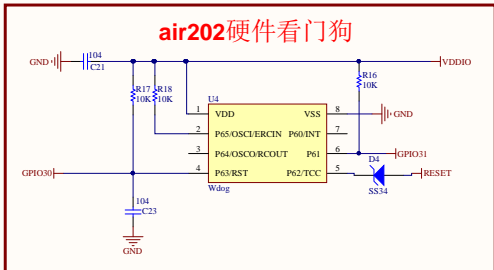 air202硬件看门狗
104
GND
C21
VDDIO
R17
10K
R18
10K
R16
10K
U4
1 VDD VSS 8 GND
2 P65/OSCI/ERCIN P60/INT 7
3 P64/OSCO/RCOUT P61 6 GPIO31
GPIO30 4 P63/RST P62/TCC 5
Wdog
D4
SS34
RESET
104
C23
GND